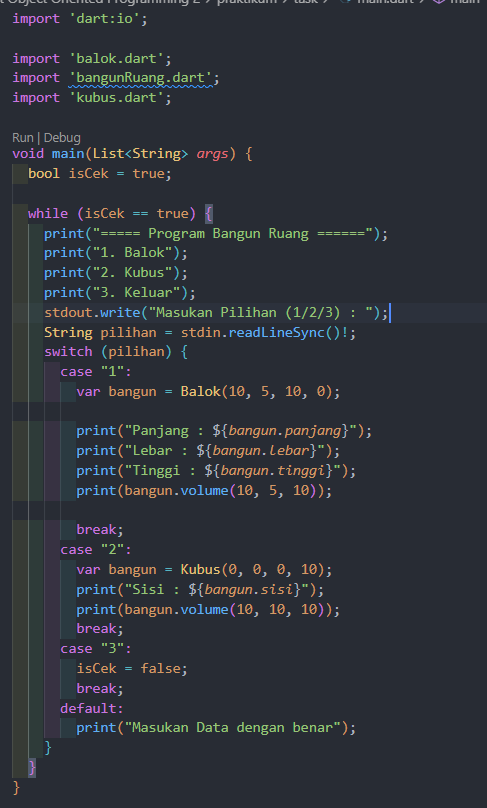 t Object Oriented Programming 2 > praktikum > task > main.dart > main
import 'dart:io';
import 'balok.dart';
import 'bangunRuang.dart';
import 'kubus.dart';
Run | Debug
void main(List<String> args) {
  bool isCek = true;
  while (isCek == true) {
    print("===== Program Bangun Ruang ======");
    print("1. Balok");
    print("2. Kubus");
    print("3. Keluar");
    stdout.write("Masukan Pilihan (1/2/3) : ");
    String pilihan = stdin.readLineSync()!;
    switch (pilihan) {
      case "1":
        var bangun = Balok(10, 5, 10, 0);
        print("Panjang : ${bangun.panjang}");
        print("Lebar : ${bangun.lebar}");
        print("Tinggi : ${bangun.tinggi}");
        print(bangun.volume(10, 5, 10));
        break;
      case "2":
        var bangun = Kubus(0, 0, 0, 10);
        print("Sisi : ${bangun.sisi}");
        print(bangun.volume(10, 10, 10));
        break;
      case "3":
        isCek = false;
        break;
      default:
        print("Masukan Data dengan benar");
    }
  }
}